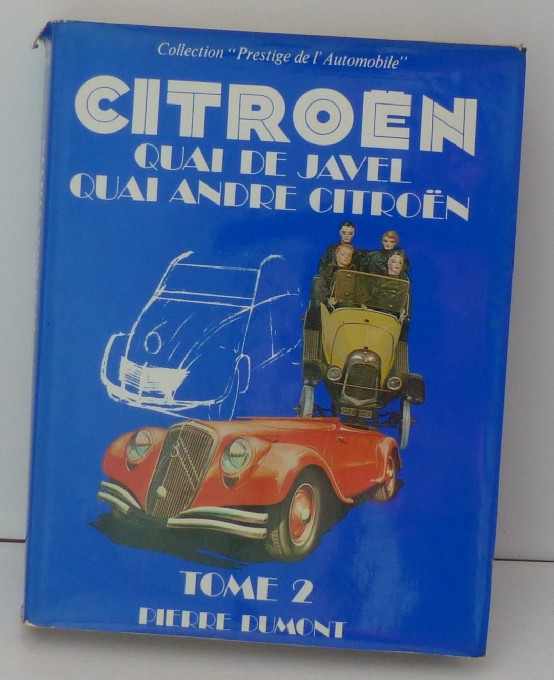 Collection "Prestige de l'Automobile"
CITROËN
QUAI DE JAVEL
QUAI ANDRE CITROËN
TOME 2
PIERRE DUMONT